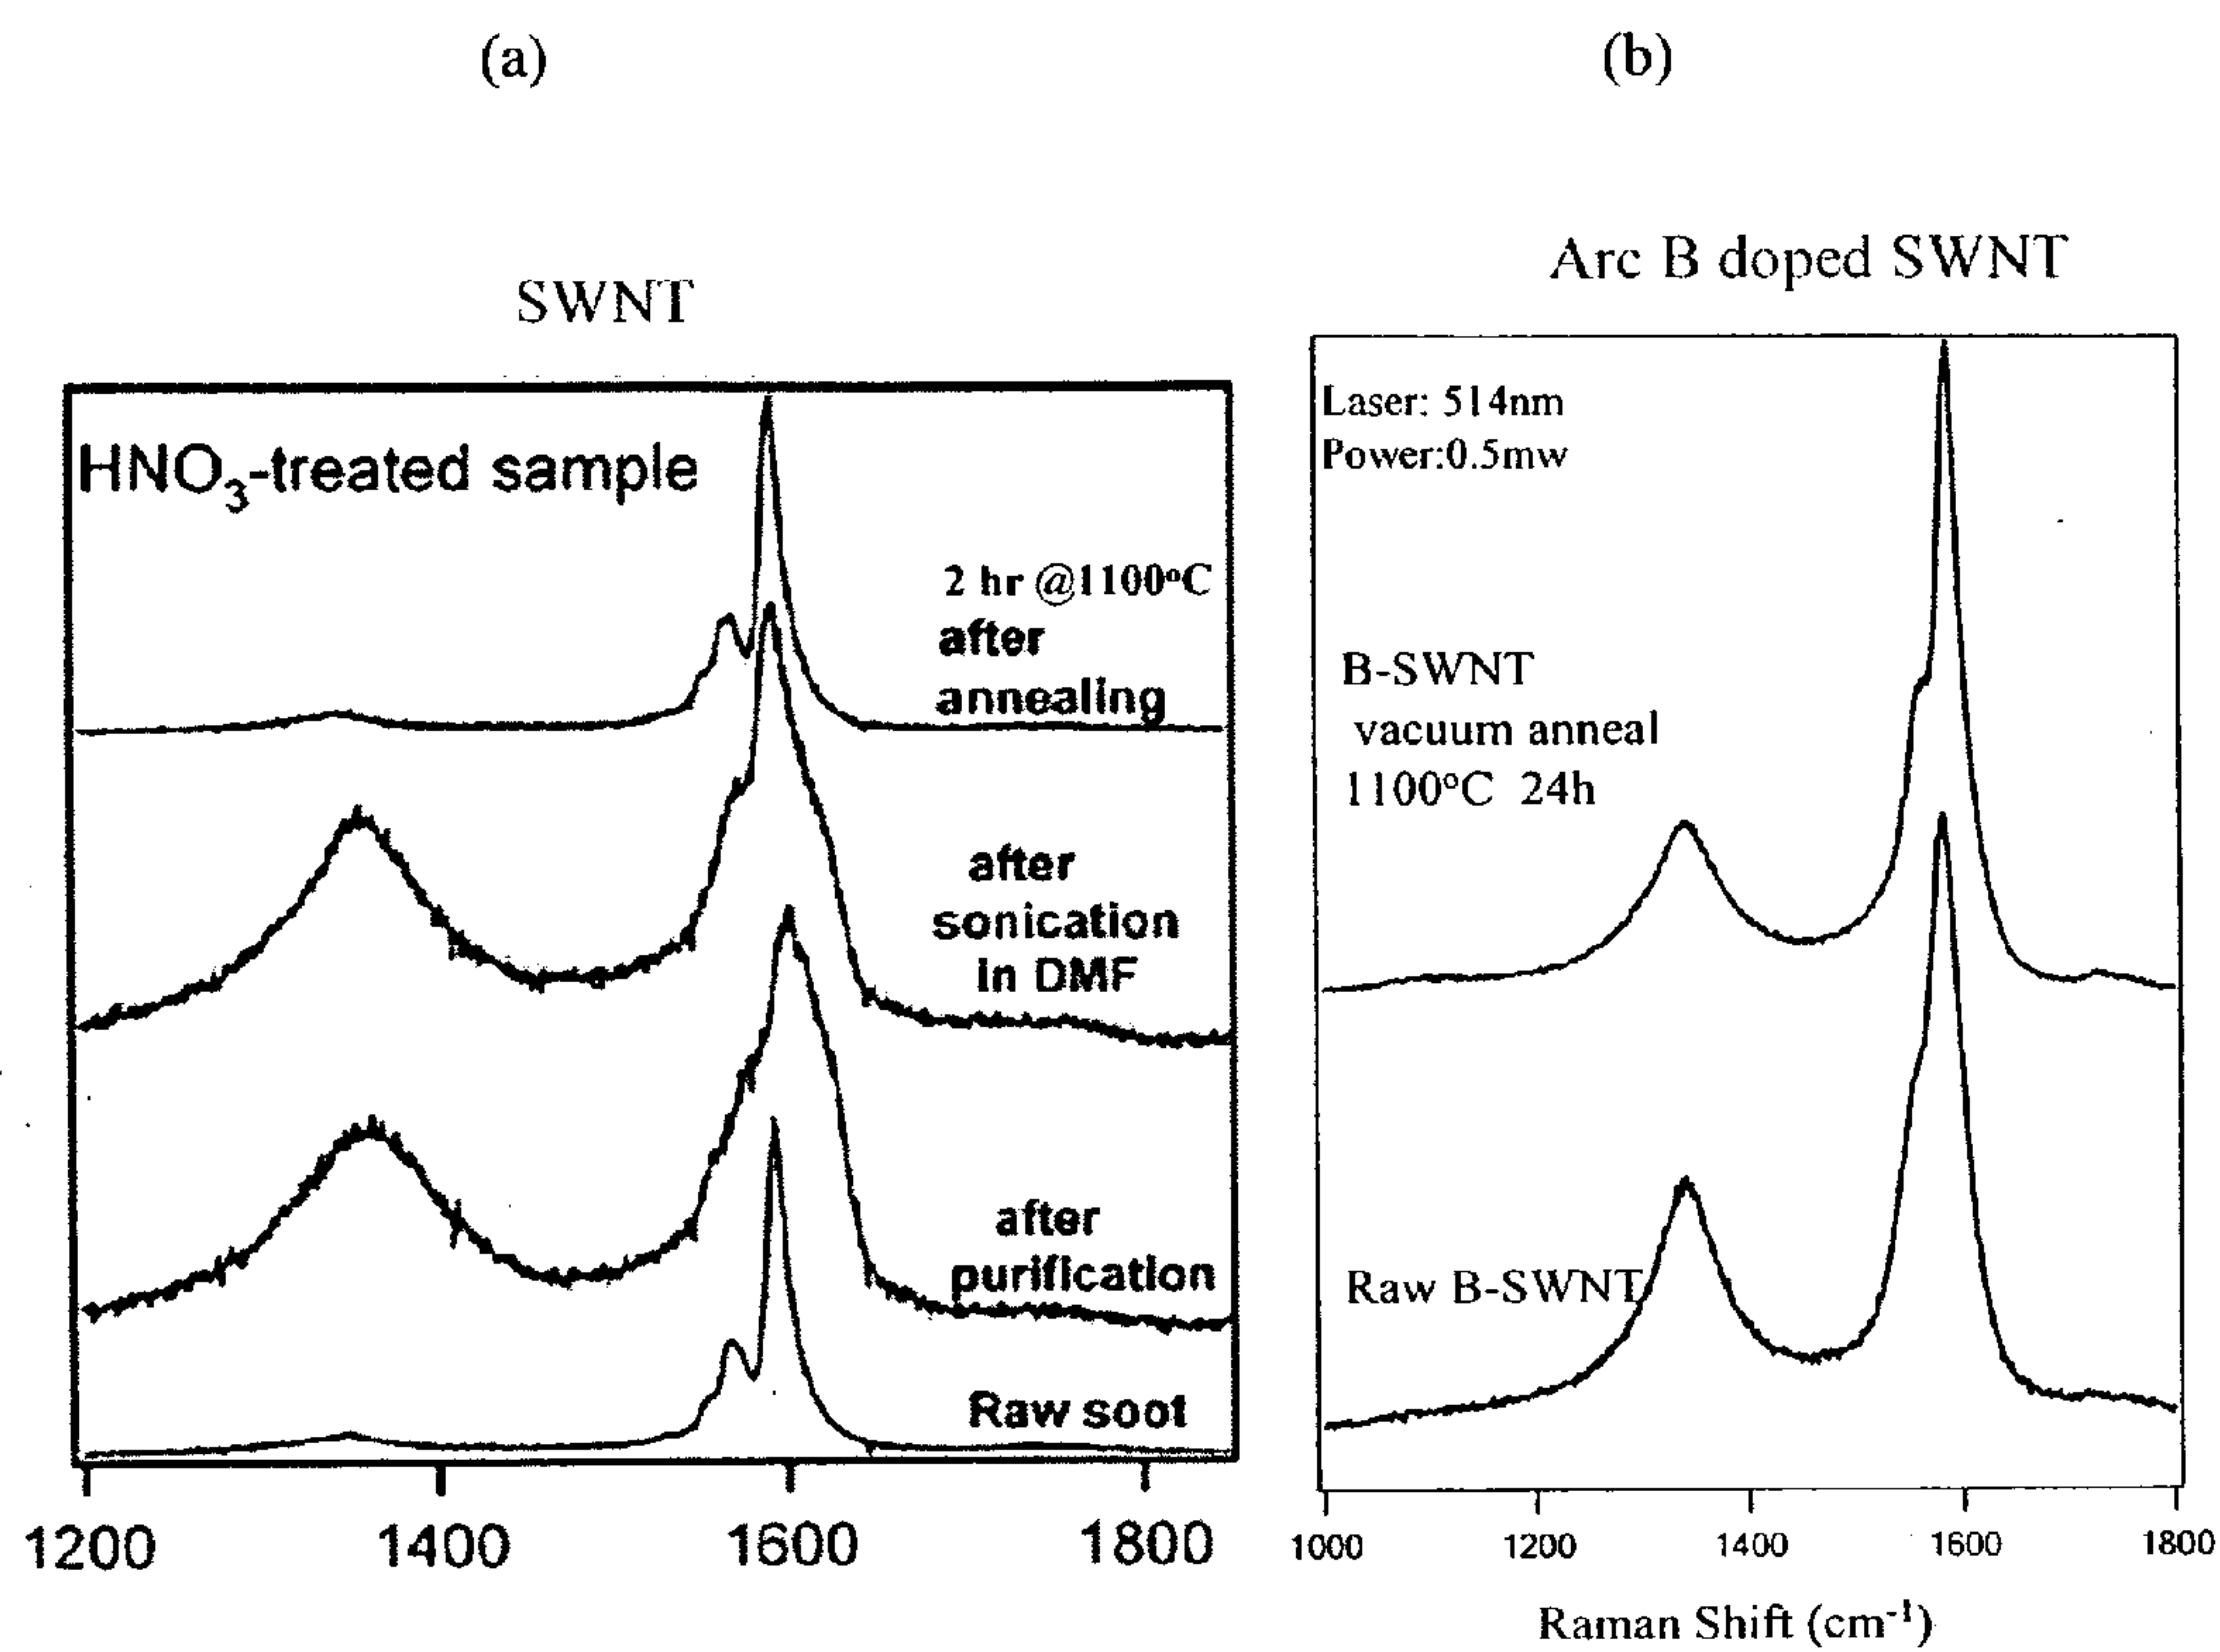 (a)
SWNT
HNO₃-treated sample
2 hr @1100°C
after
annealing
after
sonication
in DMF
after
purification
Raw soot
1200 1400 1600 1800
(b)
Arc B doped SWNT
Laser: 514nm
Power:0.5mw
B-SWNT
vacuum anneal
1100°C 24h
Raw B-SWNT
1000 1200 1400 1600 1800
Raman Shift (cm⁻¹)